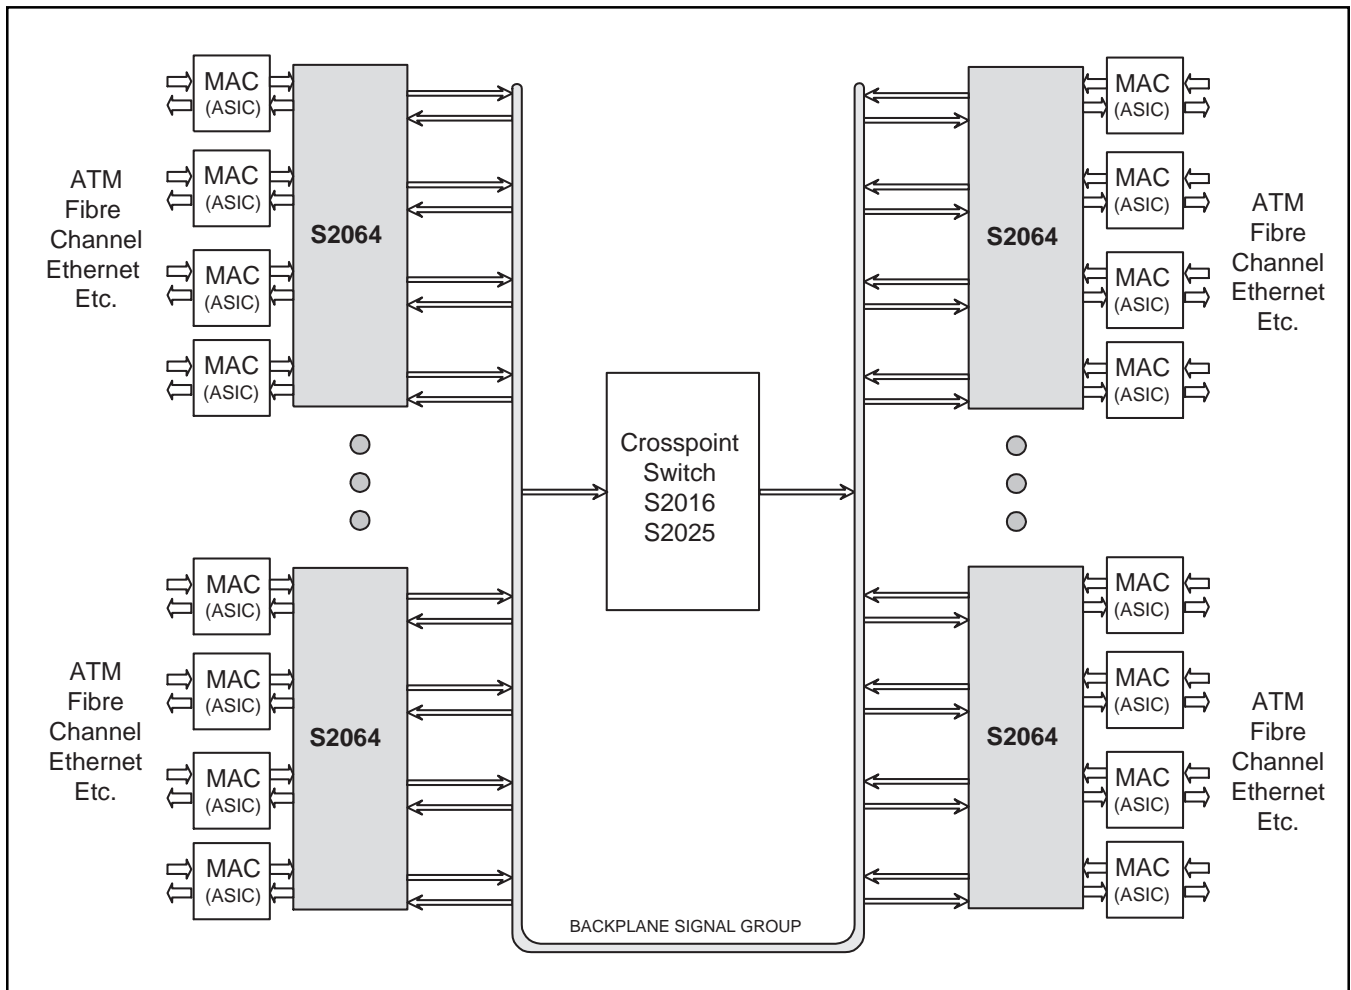 MAC
(ASIC)
MAC
(ASIC)
MAC
(ASIC)
MAC
(ASIC)
ATM
Fibre
Channel
Ethernet
Etc.
S2064
MAC
(ASIC)
MAC
(ASIC)
MAC
(ASIC)
MAC
(ASIC)
ATM
Fibre
Channel
Ethernet
Etc.
S2064
Crosspoint
Switch
S2016
S2025
BACKPLANE SIGNAL GROUP
S2064
MAC
(ASIC)
MAC
(ASIC)
MAC
(ASIC)
MAC
(ASIC)
ATM
Fibre
Channel
Ethernet
Etc.
S2064
MAC
(ASIC)
MAC
(ASIC)
MAC
(ASIC)
MAC
(ASIC)
ATM
Fibre
Channel
Ethernet
Etc.